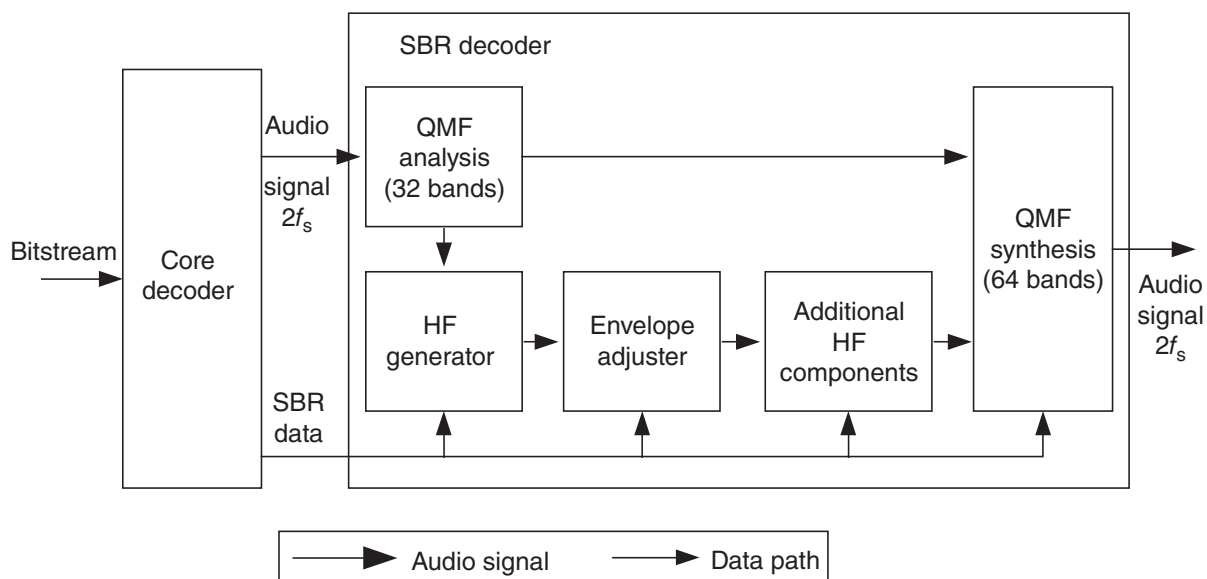 SBR decoder
Audio
signal
2fs
QMF
analysis
(32 bands)
Bitstream
Core
decoder
QMF
synthesis
(64 bands)
HF
generator
Envelope
adjuster
Additional
HF
components
Audio
signal
2fs
SBR
data
Audio signal
Data path